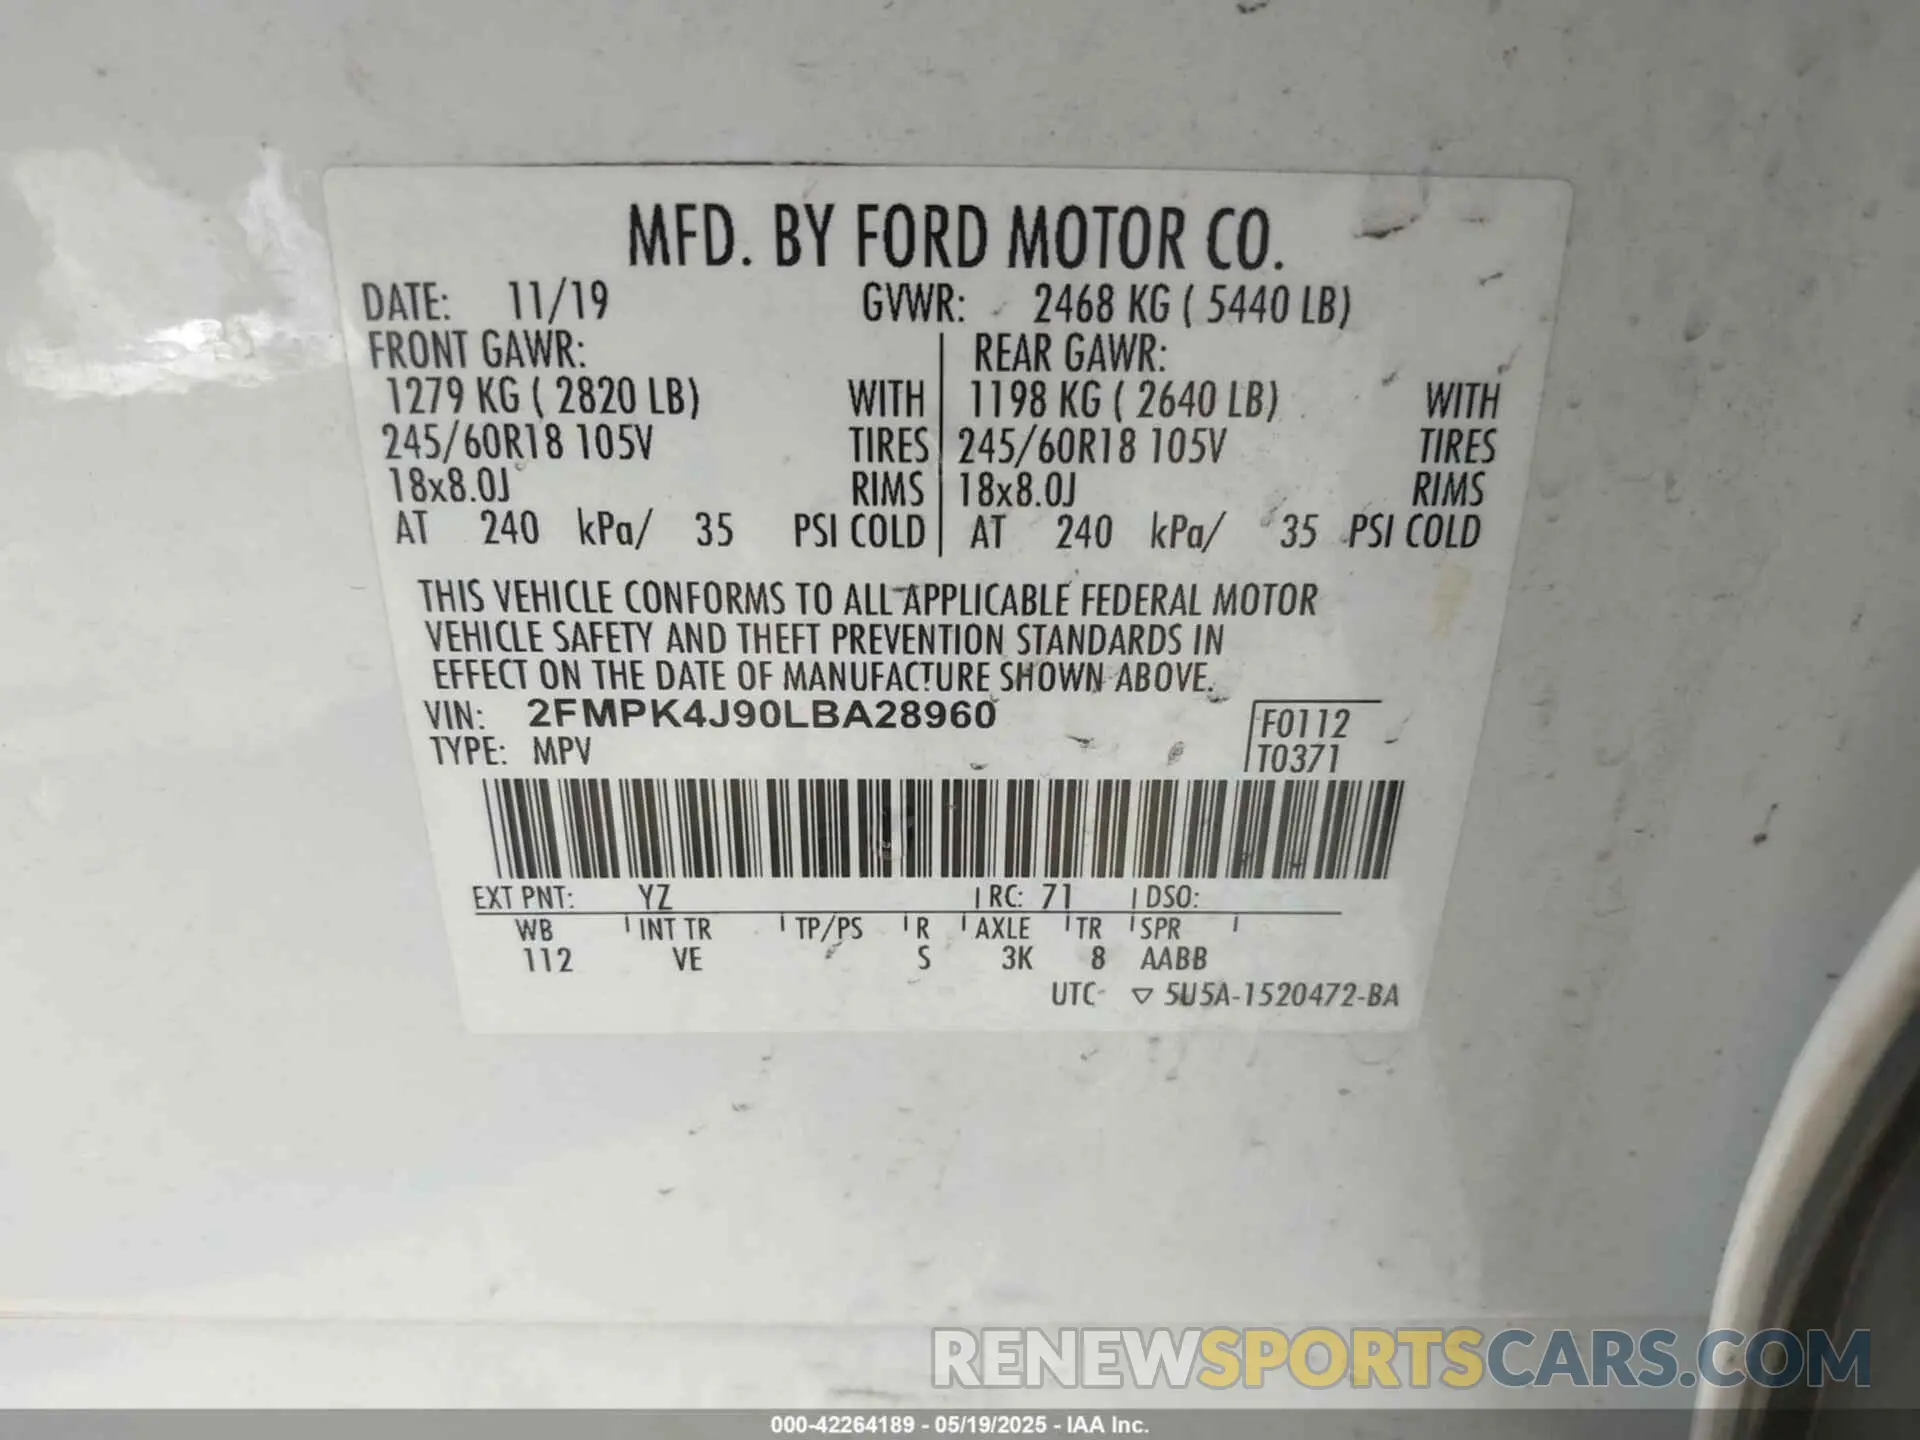 MFD. BY FORD MOTOR CO.
DATE: 11/19 GVWR: 2468 KG ( 5440 LB)
FRONT GAWR: REAR GAWR:
1279 KG ( 2820 LB) WITH 1198 KG ( 2640 LB) WITH
245/60R18 105V TIRES 245/60R18 105V TIRES
18x8.0J RIMS 18x8.0J RIMS
AT 240 kPa/ 35 PSI COLD AT 240 kPa/ 35 PSI COLD
THIS VEHICLE CONFORMS TO ALL APPLICABLE FEDERAL MOTOR
VEHICLE SAFETY AND THEFT PREVENTION STANDARDS IN
EFFECT ON THE DATE OF MANUFACTURE SHOWN ABOVE.
VIN: 2FMPK4J90LBA28960 F0112
TYPE: MPV T0371
EXT PNT: YZ RC: 71 DSO:
WB INT TR TP/PS R AXLE TR SPR
112 VE S 3K 8 AABB
UTC ▽ 5U5A-1520472-BA
RENEWSPORTSCARS.COM
000-42264189 - 05/19/2025 - IAA Inc.